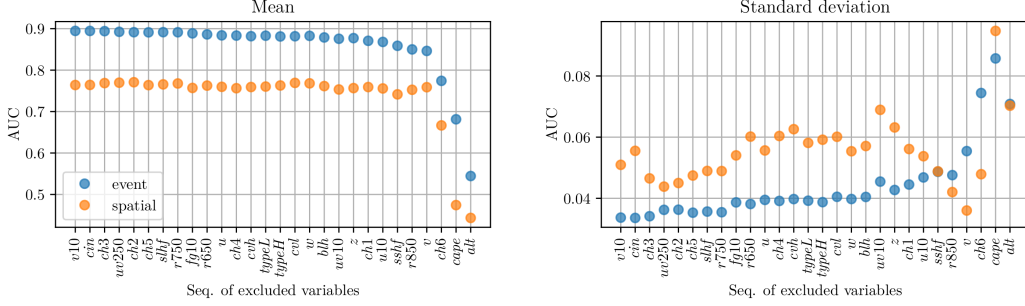 Mean
AUC
0.9
0.8
0.7
0.6
0.5
event
spatial
v10
cin
ch3
uv250
ch2
ch5
slhf
r750
fg10
r650
u
ch4
cvh
typeL
typeH
cvl
w
blh
uv10
z
ch1
u10
sshf
r850
v
ch6
cape
alt
Seq. of excluded variables
Standard deviation
AUC
0.08
0.06
0.04
v10
cin
ch3
uv250
ch2
ch5
slhf
r750
fg10
r650
u
ch4
cvh
typeL
typeH
cvl
w
blh
uv10
z
ch1
u10
sshf
r850
v
ch6
cape
alt
Seq. of excluded variables